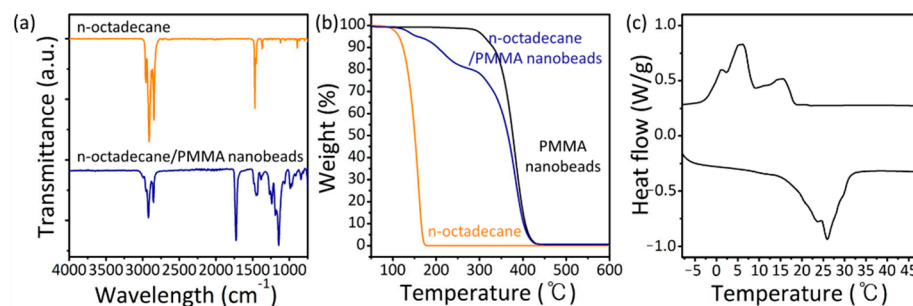 (a)
n-octadecane
n-octadecane/PMMA nanobeads
Transmittance (a.u.)
4000 3000 2500 2000 1500 1000
Wavelength (cm⁻¹)
(b)
100
90
80
70
60
50
40
30
20
10
0
n-octadecane
/PMMA nanobeads
PMMA
nanobeads
n-octadecane
Weight (%)
100 200 300 400 500 600
Temperature (℃)
(c)
1.0
0.5
0.0
−0.5
−1.0
Heat flow (W/g)
−5 0 5 10 15 20 25 30 35 40 45
Temperature (℃)